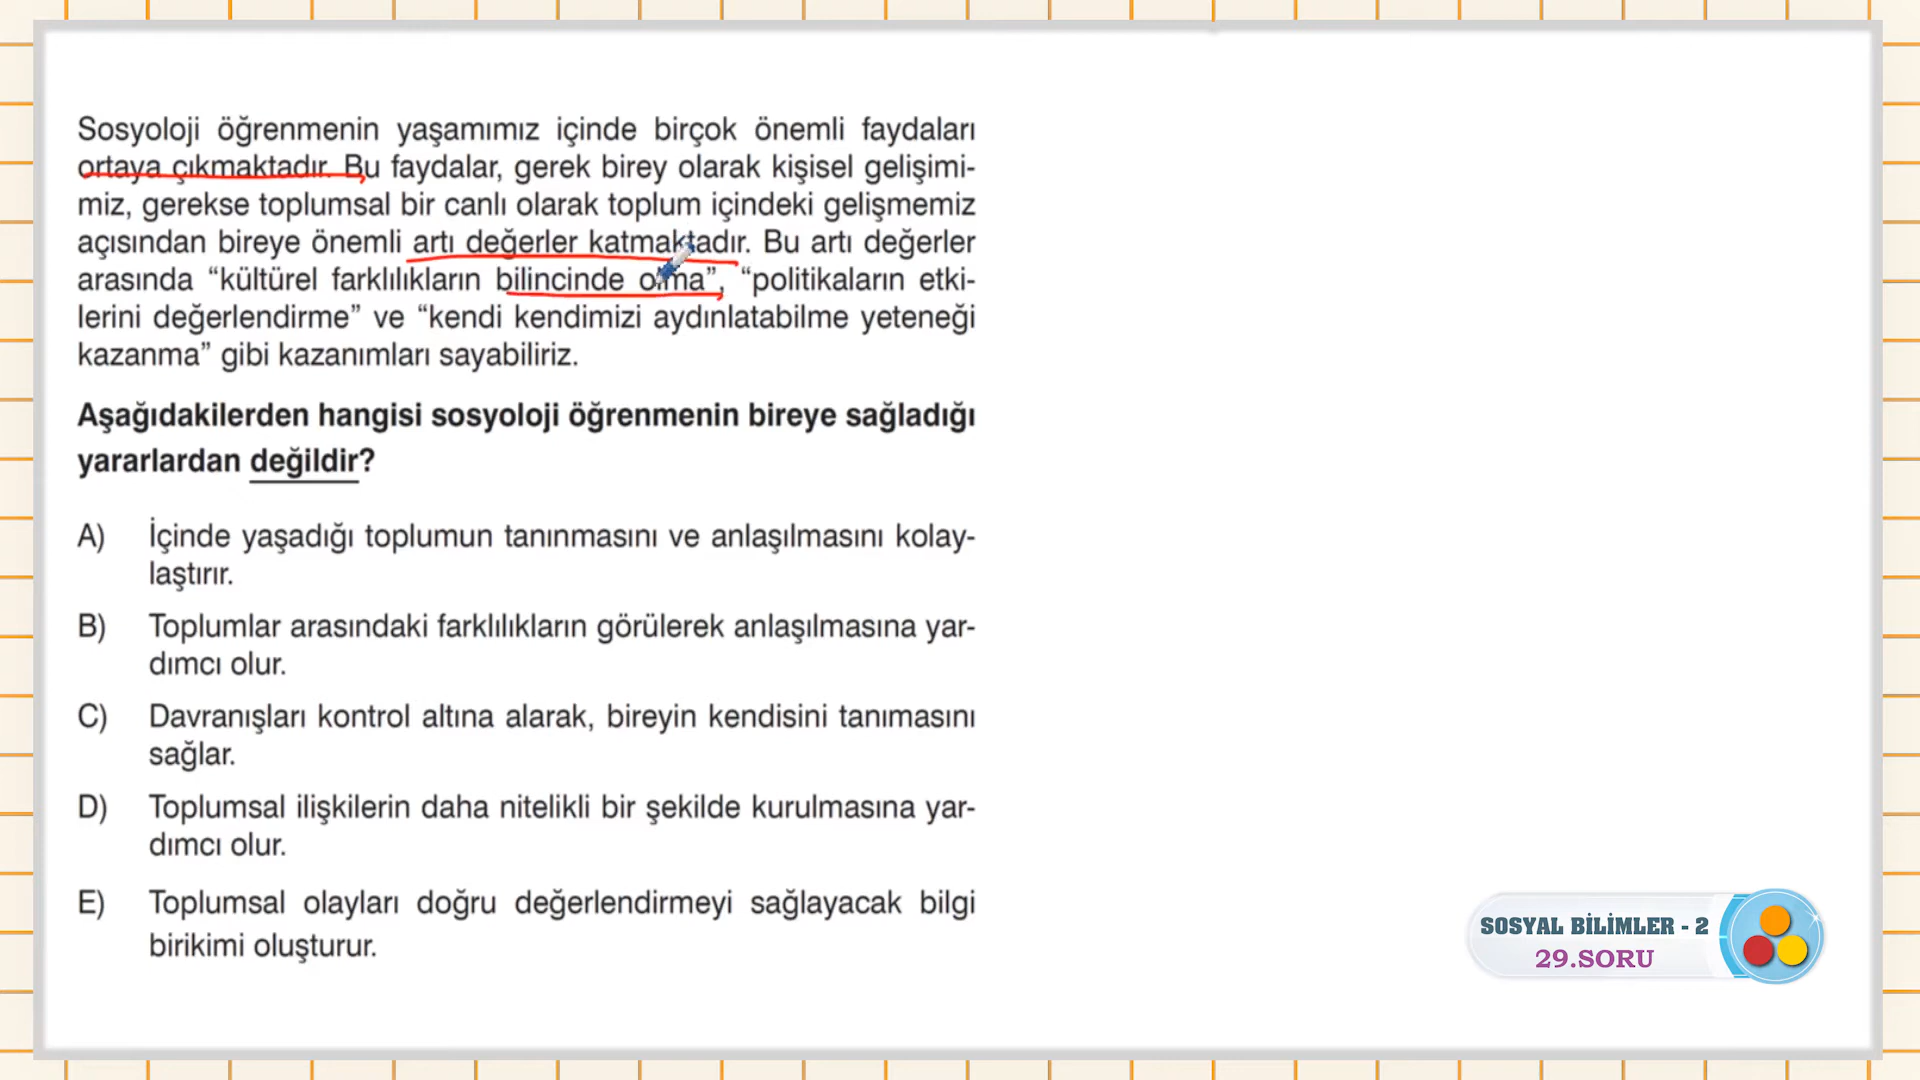 Sosyoloji öğrenmenin yaşamımız içinde birçok önemli faydaları
ortaya çıkmaktadır. Bu faydalar, gerek birey olarak kişisel gelişimi-
miz, gerekse toplumsal bir canlı olarak toplum içindeki gelişmemiz
açısından bireye önemli artı değerler katmaktadır. Bu artı değerler
arasında “kültürel farklılıkların bilincinde olma”, “politikaların etki-
lerini değerlendirme” ve “kendi kendimizi aydınlatabilme yeteneği
kazanma” gibi kazanımları sayabiliriz.
Aşağıdakilerden hangisi sosyoloji öğrenmenin bireye sağladığı
yararlardan değildir?
A) İçinde yaşadığı toplumun tanınmasını ve anlaşılmasını kolay-
laştırır.
B) Toplumlar arasındaki farklılıkların görülerek anlaşılmasına yar-
dımcı olur.
C) Davranışları kontrol altına alarak, bireyin kendisini tanımasını
sağlar.
D) Toplumsal ilişkilerin daha nitelikli bir şekilde kurulmasına yar-
dımcı olur.
E) Toplumsal olayları doğru değerlendirmeyi sağlayacak bilgi
birikimi oluşturur.
SOSYAL BİLİMLER - 2
29.SORU